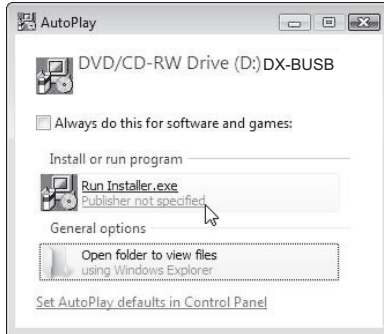 AutoPlay
DVD/CD-RW Drive (D:) DX-BUSB
Always do this for software and games:
Install or run program
Run Installer.exe
Publisher not specified
General options
Open folder to view files
using Windows Explorer
Set AutoPlay defaults in Control Panel